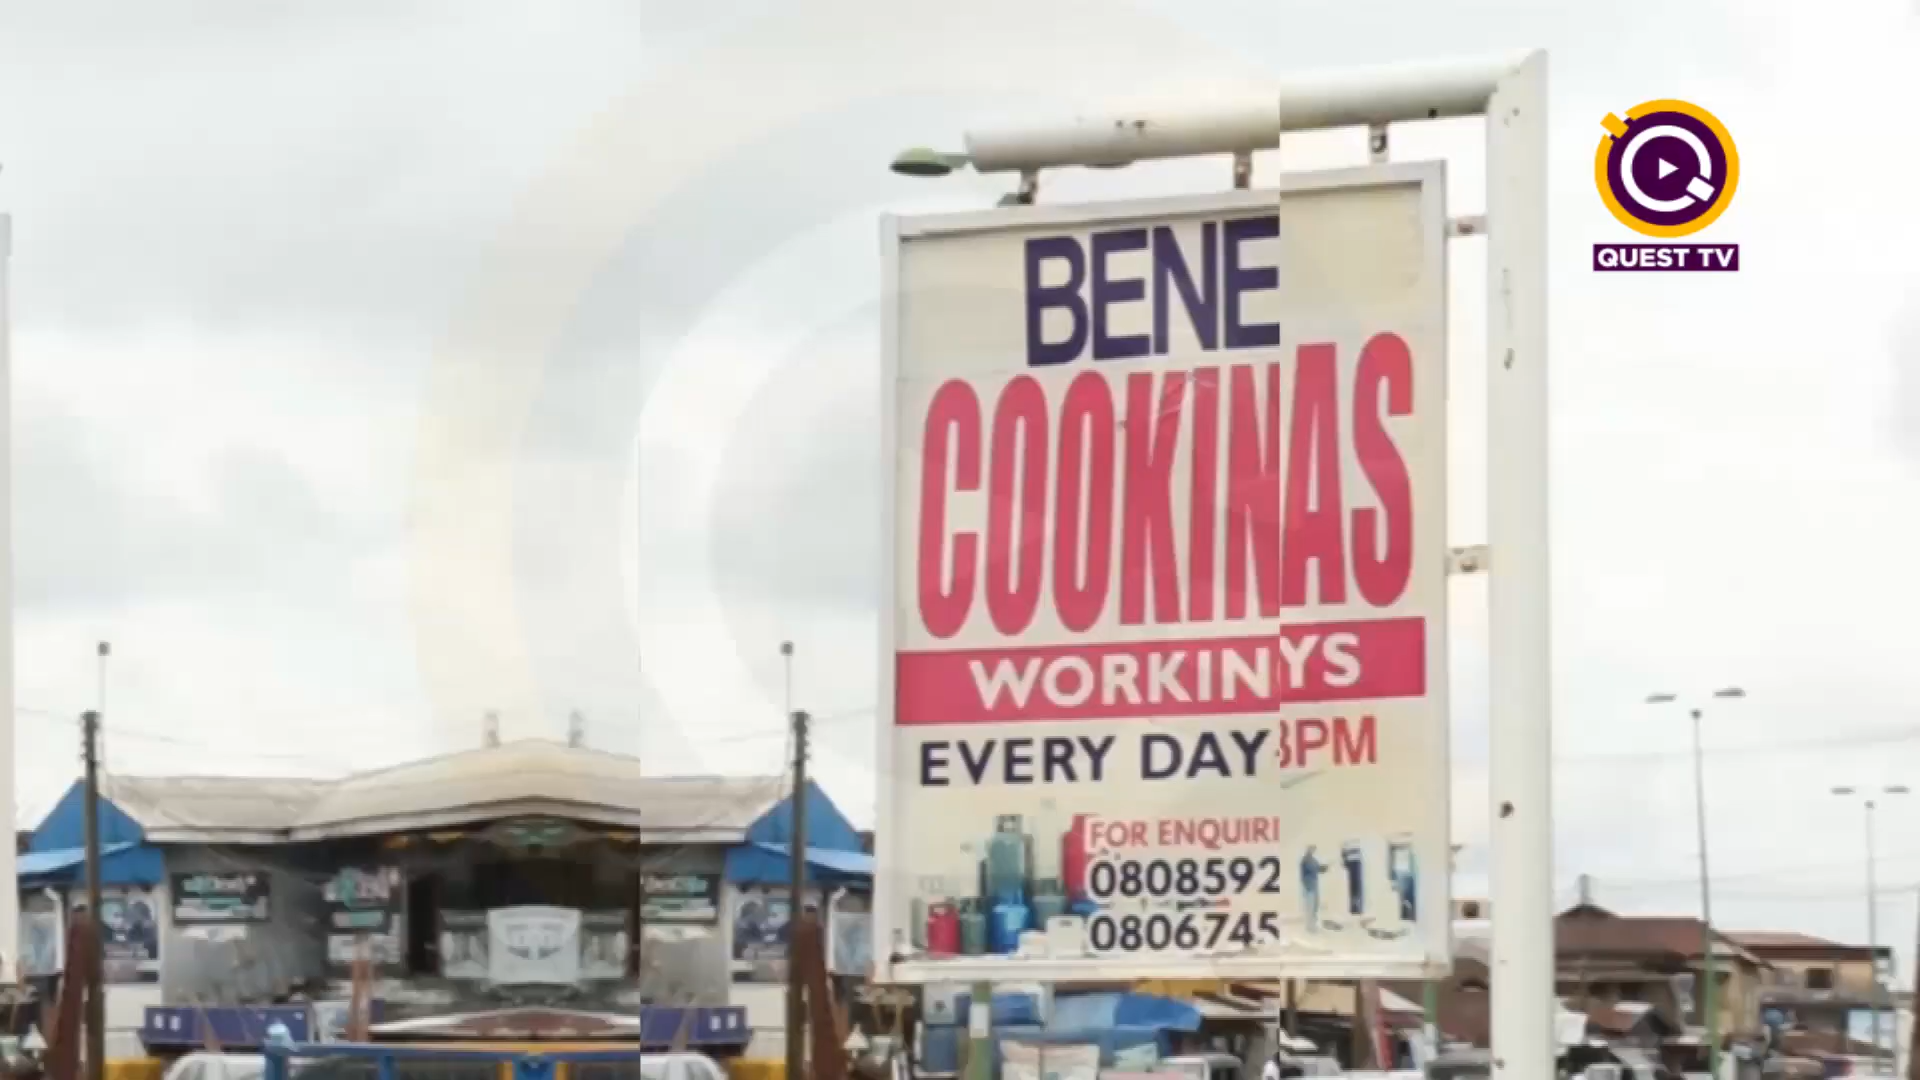 QUEST TV
BENE
COOKINAS
WORKINYS
EVERY DAY 3PM
FOR ENQUIRI
0808592
0806745